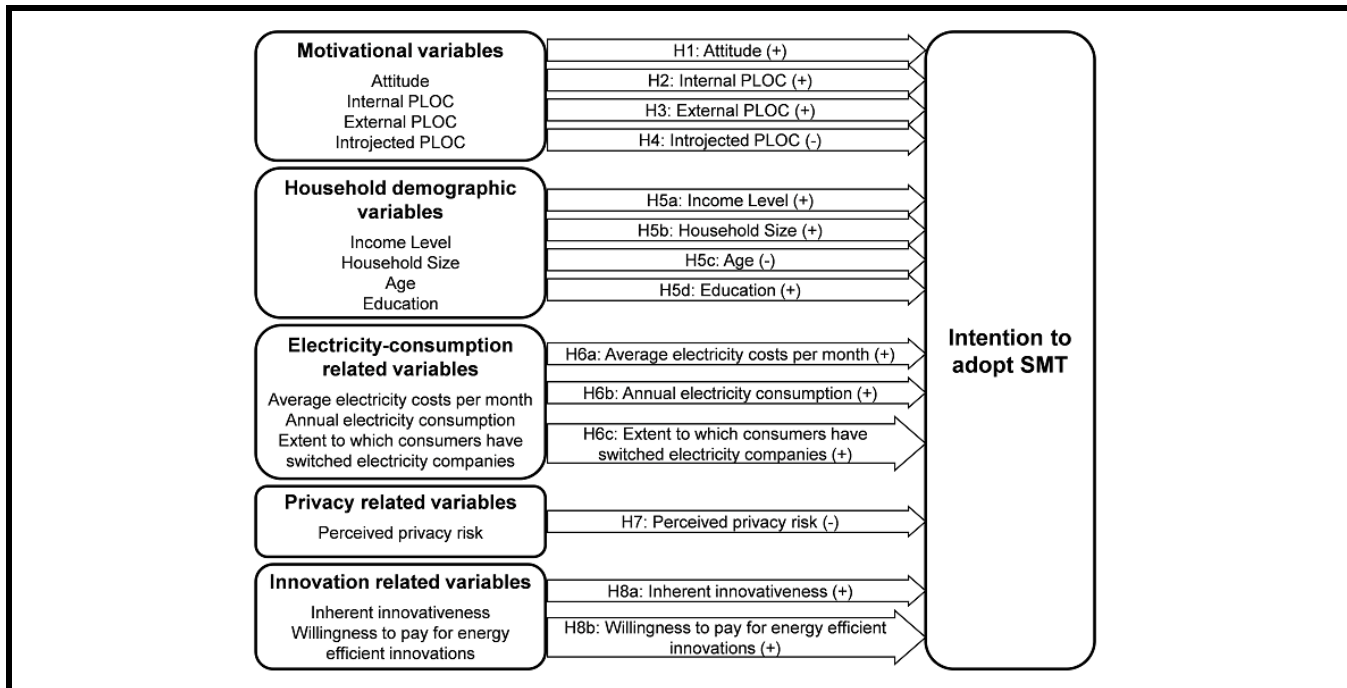 Motivational variables
Attitude
Internal PLOC
External PLOC
Introjected PLOC
H1: Attitude (+)
H2: Internal PLOC (+)
H3: External PLOC (+)
H4: Introjected PLOC (-)
Household demographic
variables
Income Level
Household Size
Age
Education
H5a: Income Level (+)
H5b: Household Size (+)
H5c: Age (-)
H5d: Education (+)
Electricity-consumption
related variables
Average electricity costs per month
Annual electricity consumption
Extent to which consumers have
switched electricity companies
H6a: Average electricity costs per month (+)
H6b: Annual electricity consumption (+)
H6c: Extent to which consumers have
switched electricity companies (+)
Privacy related variables
Perceived privacy risk
H7: Perceived privacy risk (-)
Innovation related variables
Inherent innovativeness
Willingness to pay for energy
efficient innovations
H8a: Inherent innovativeness (+)
H8b: Willingness to pay for energy efficient
innovations (+)
Intention to
adopt SMT